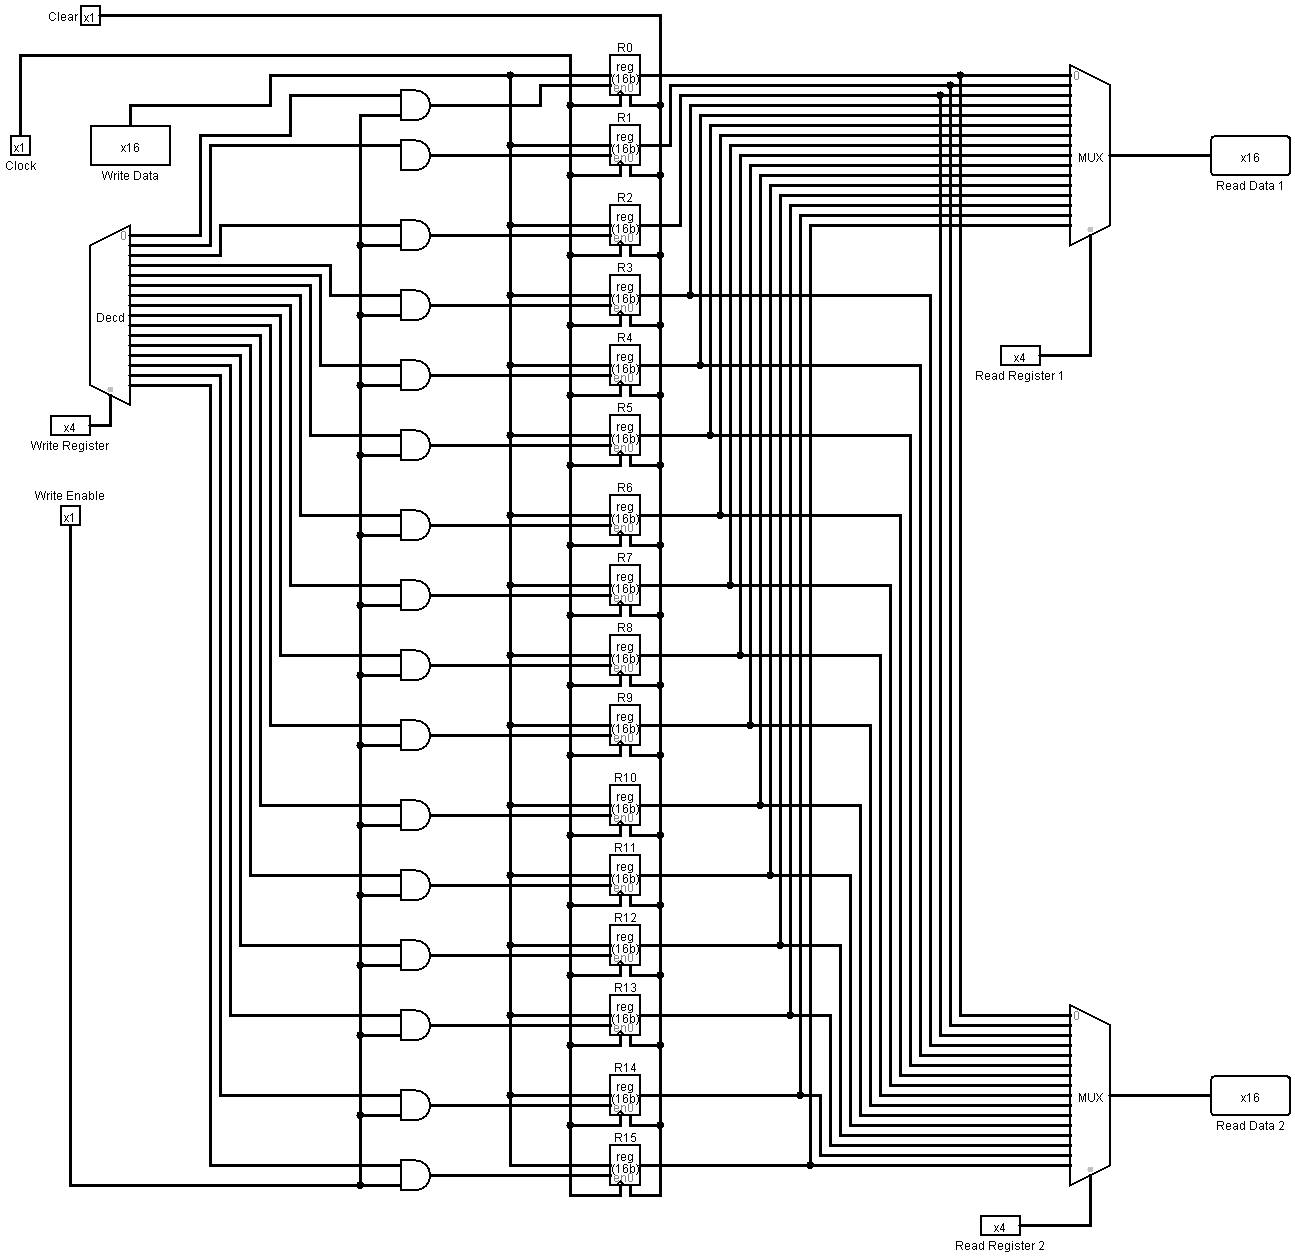 Clear x1
R0
reg
(16b)
en0
0
x1
Clock
x16
Write Data
R1
reg
(16b)
en0
MUX
x16
Read Data 1
R2
reg
(16b)
en0
0
Decd
R3
reg
(16b)
en0
R4
reg
(16b)
en0
x4
Read Register 1
x4
Write Register
R5
reg
(16b)
en0
Write Enable
x1
R6
reg
(16b)
en0
R7
reg
(16b)
en0
R8
reg
(16b)
en0
R9
reg
(16b)
en0
R10
reg
(16b)
en0
R11
reg
(16b)
en0
R12
reg
(16b)
en0
R13
reg
(16b)
en0
0
R14
reg
(16b)
en0
MUX
x16
Read Data 2
R15
reg
(16b)
en0
x4
Read Register 2